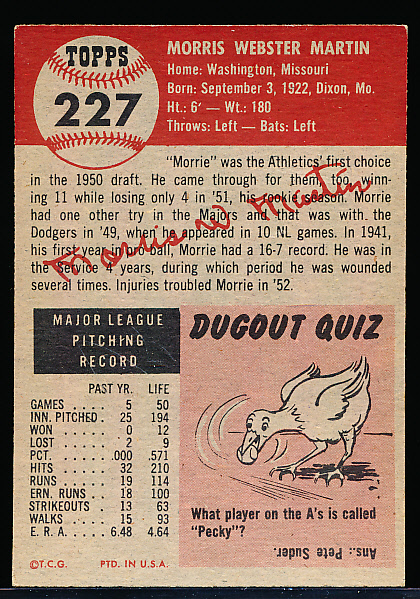 TOPPS
227
MORRIS WEBSTER MARTIN
Home: Washington, Missouri
Born: September 3, 1922, Dixon, Mo.
Ht.: 6' – Wt.: 180
Throws: Left – Bats: Left
"Morrie" was the Athletics' first choice
in the 1950 draft. He came through for them, too, win-
ning 11 while losing only 4 in '51, his rookie season. Morrie
had one other try in the Majors and that was with the
Dodgers in '49, when he appeared in 10 NL games. In 1941,
his first year in pro ball, Morrie had a 16-7 record. He was in
the Service 4 years, during which period he was wounded
several times. Injuries troubled Morrie in '52.
Morris W Martin
MAJOR LEAGUE
PITCHING
RECORD
PAST YR. LIFE
GAMES 5 50
INN. PITCHED 25 194
WON 0 12
LOST 2 9
PCT. .000 .571
HITS 32 210
RUNS 19 114
ERN. RUNS 18 100
STRIKEOUTS 13 63
WALKS 15 93
E. R. A. 6.48 4.64
©T.C.G. PTD. IN U.S.A.
DUGOUT QUIZ
What player on the A's is called
"Pecky"?
Ans.: Pete Suder.